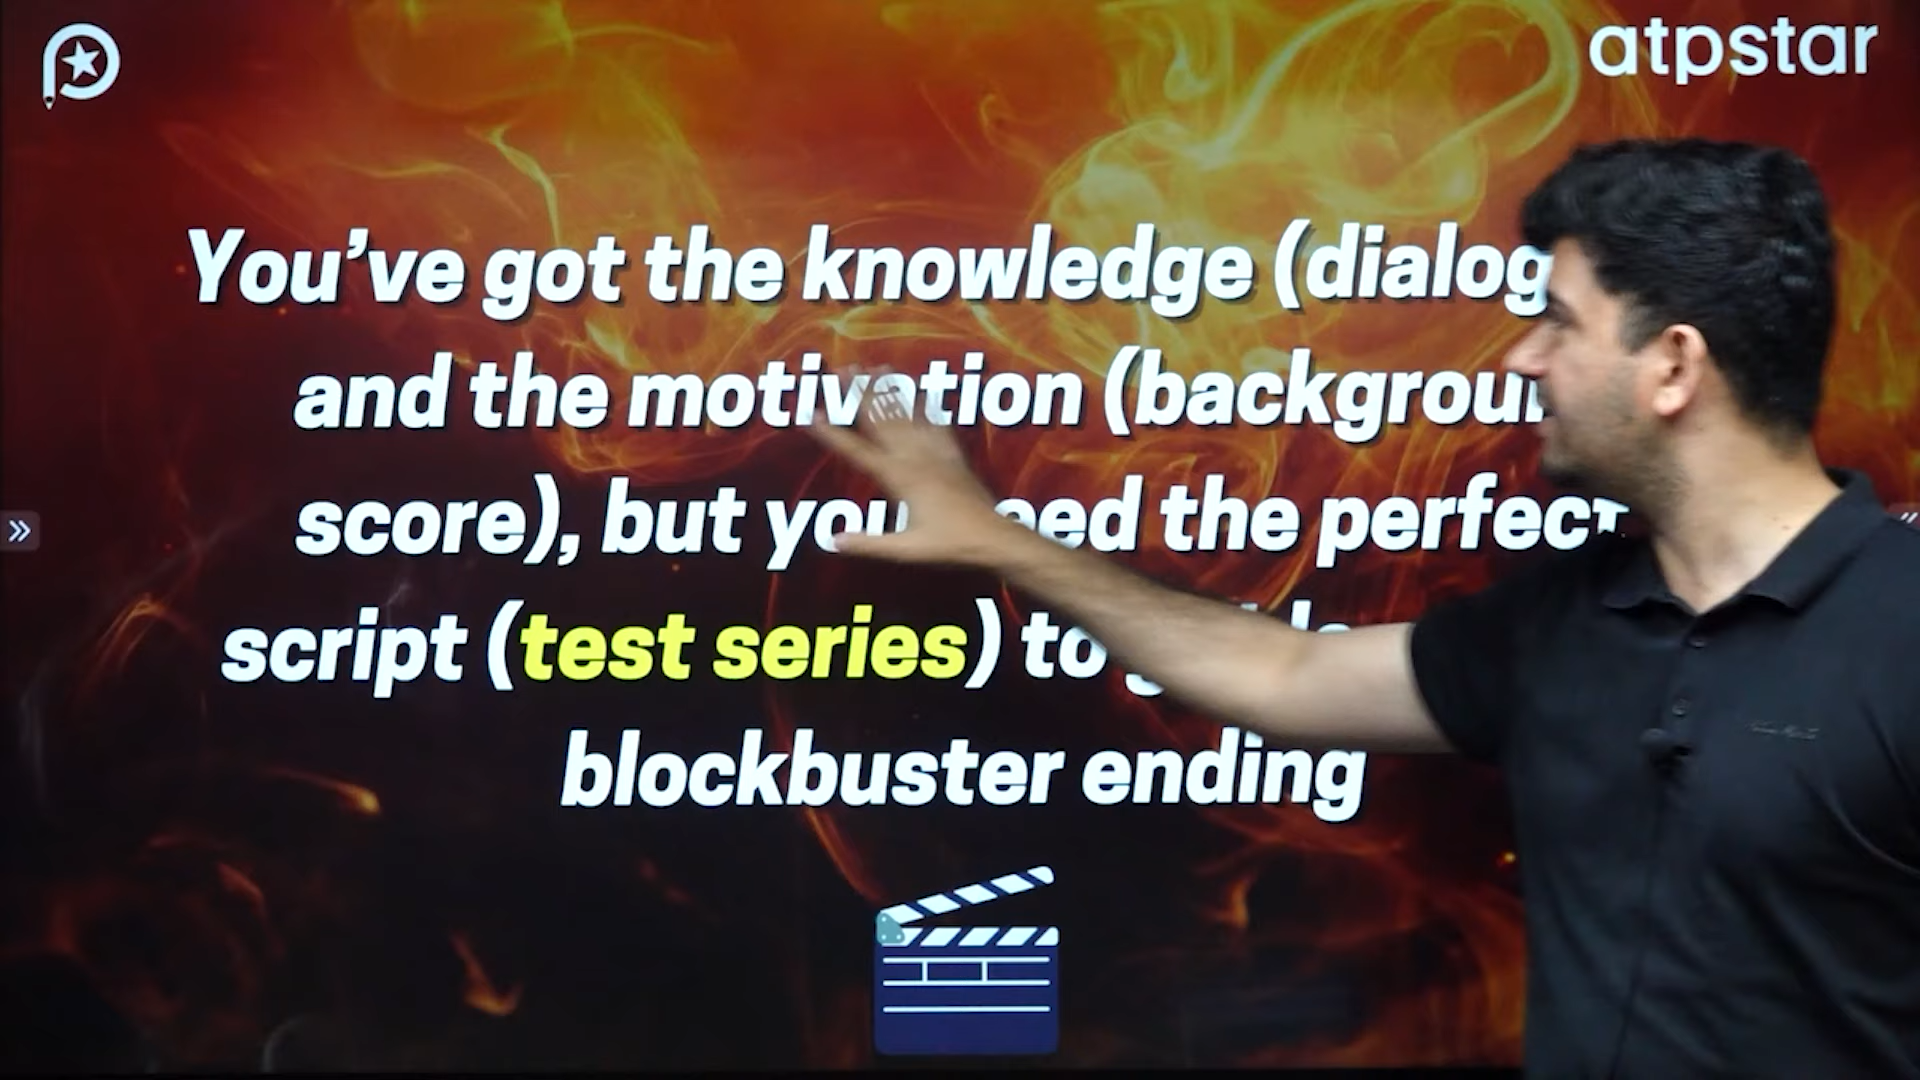 atpstar
You've got the knowledge (dialog
and the motivation (backgrou
score), but you need the perfect
script (test series) to
blockbuster ending